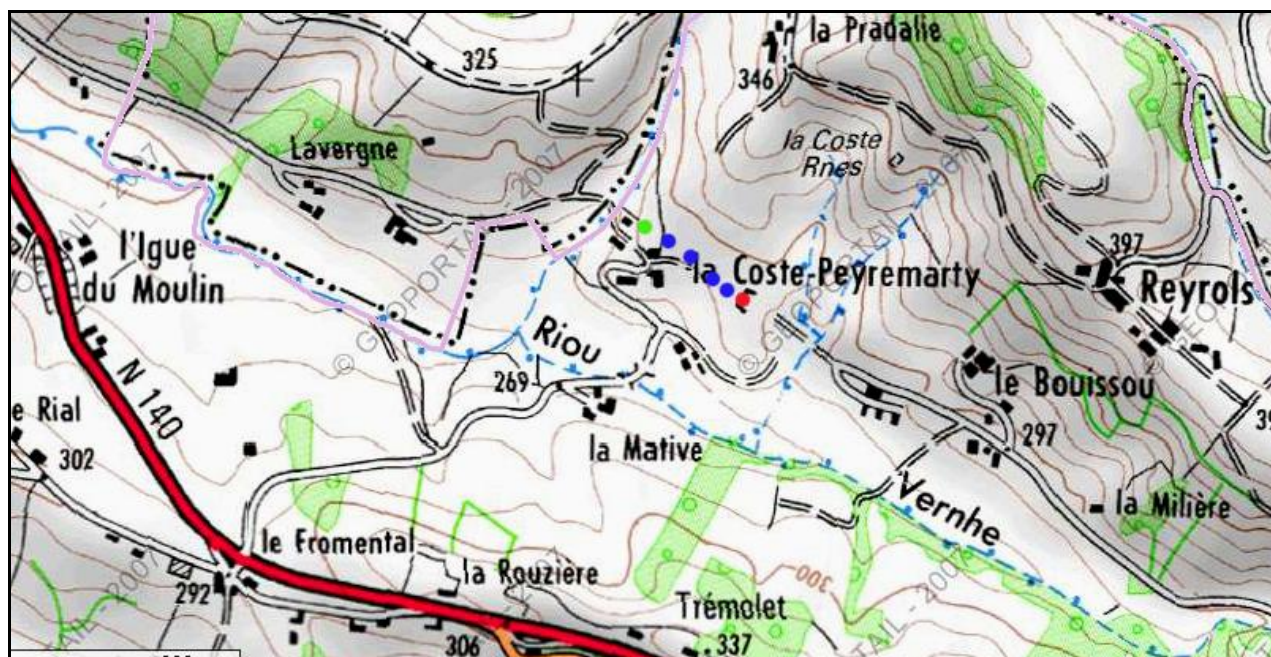 la Pradalie
325
346
Lavergne
la Coste
Rnes
l'Igue
du Moulin
la Coste-Peyremarty
397
Reyrols
Riou
269
N 140
le Bouissou
297
e Rial
302
la Mative
Vernhe
la Milière
le Fromental
la Rouzière
300
292
Trémolet
306
337
© GEOPORTAIL - 2007